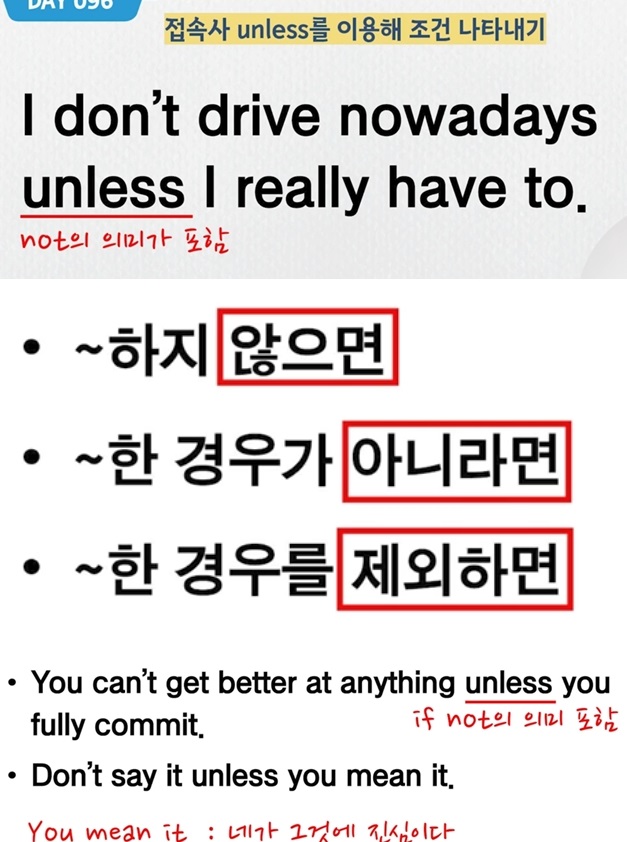 DAY 096
접속사 unless를 이용해 조건 나타내기
I don't drive nowadays
unless I really have to.
not의 의미가 포함
• ~하지 않으면
• ~한 경우가 아니라면
• ~한 경우를 제외하면
• You can't get better at anything unless you
fully commit.
if not의 의미 포함
• Don't say it unless you mean it.
You mean it : 네가 그것에 진심이다